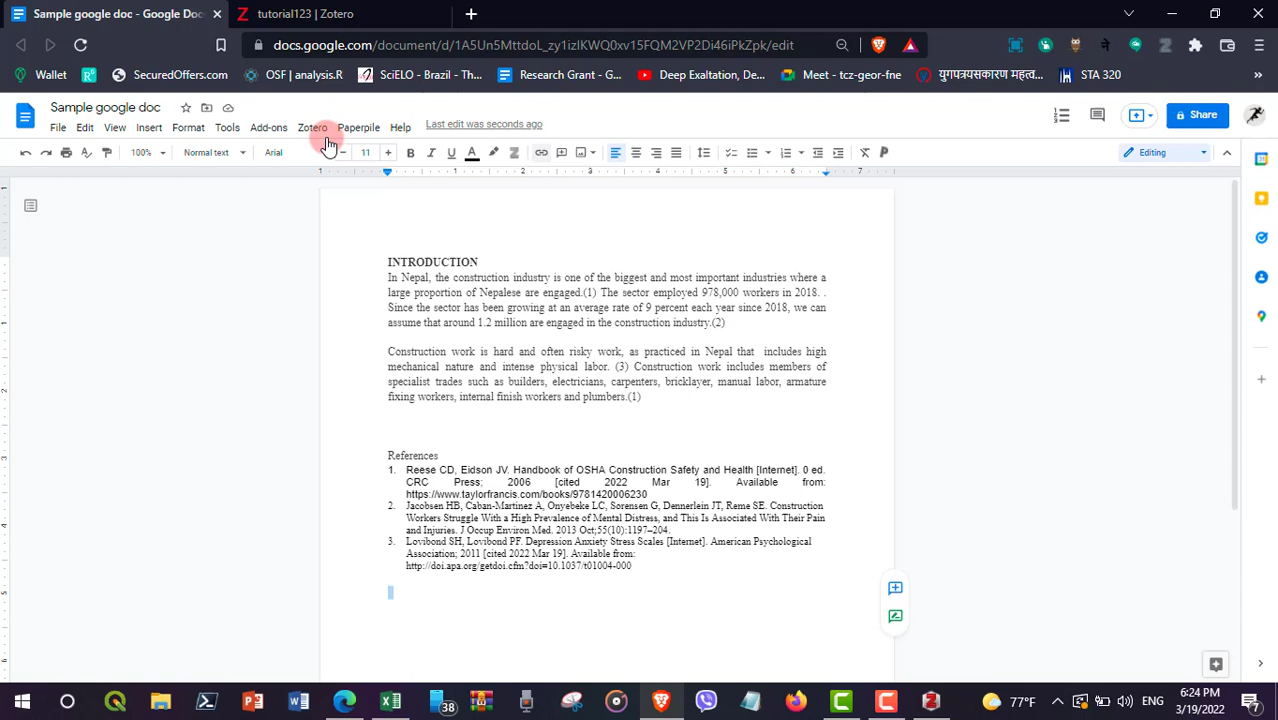 Sample google doc - Google Doc
tutorial123 | Zotero
docs.google.com/document/d/1A5Un5MttdoL_zy1izlKWQ0xv15FQM2VP2Di46iPkZpk/edit
Wallet
SecuredOffers.com
OSF | analysis.R
SciELO - Brazil - Th...
Research Grant - G...
Deep Exaltation, De...
Meet - tcz-geor-fne
STA 320
Sample google doc
File Edit View Insert Format Tools Add-ons Zotero Paperpile Help Last edit was seconds ago
Share
100% Normal text Arial 11 Editing
1 1 2 3 4 5 6 7
INTRODUCTION
In Nepal, the construction industry is one of the biggest and most important industries where a
large proportion of Nepalese are engaged.(1) The sector employed 978,000 workers in 2018. .
Since the sector has been growing at an average rate of 9 percent each year since 2018, we can
assume that around 1.2 million are engaged in the construction industry.(2)
Construction work is hard and often risky work, as practiced in Nepal that includes high
mechanical nature and intense physical labor. (3) Construction work includes members of
specialist trades such as builders, electricians, carpenters, bricklayer, manual labor, armature
fixing workers, internal finish workers and plumbers.(1)
References
1. Reese CD, Eidson JV. Handbook of OSHA Construction Safety and Health [Internet]. 0 ed.
CRC Press; 2006 [cited 2022 Mar 19]. Available from:
https://www.taylorfrancis.com/books/9781420006230
2. Jacobsen HB, Caban-Martinez A, Onyebeke LC, Sorensen G, Dennerlein JT, Reme SE. Construction
Workers Struggle With a High Prevalence of Mental Distress, and This Is Associated With Their Pain
and Injuries. J Occup Environ Med. 2013 Oct;55(10):1197–204.
3. Lovibond SH, Lovibond PF. Depression Anxiety Stress Scales [Internet]. American Psychological
Association; 2011 [cited 2022 Mar 19]. Available from:
http://doi.apa.org/getdoi.cfm?doi=10.1037/t01004-000
38
77°F
ENG
6:24 PM
3/19/2022
7